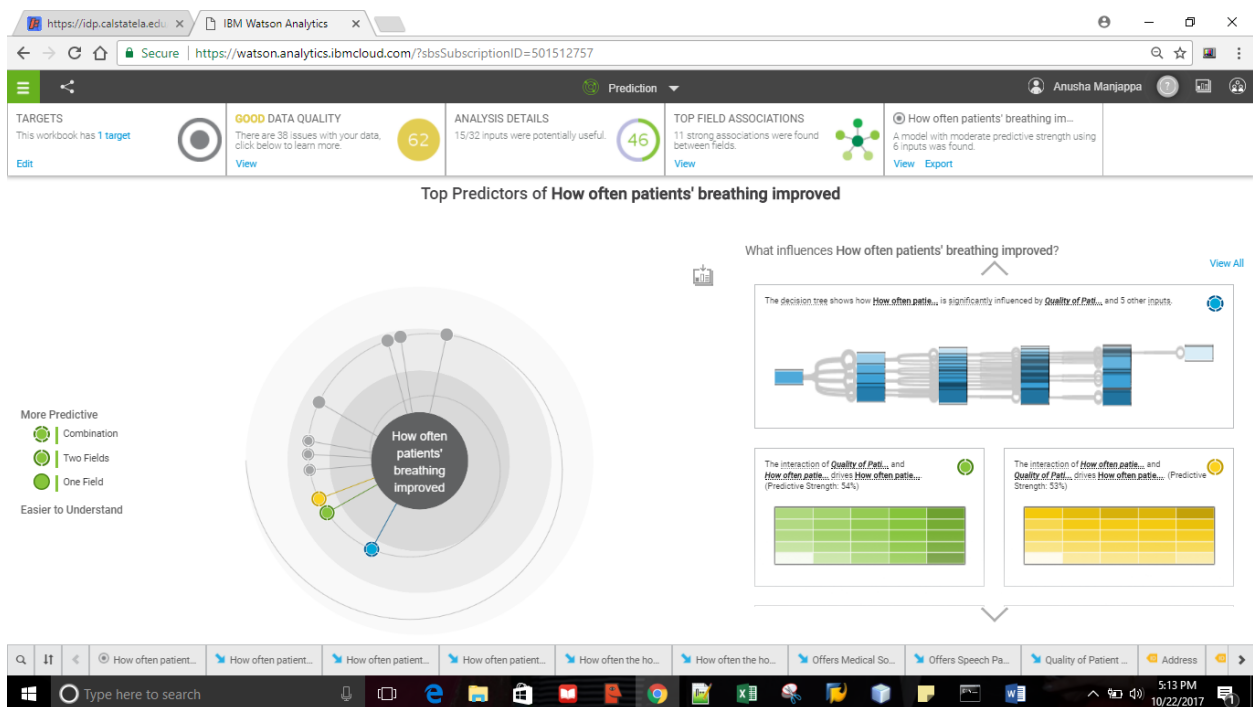 https://idp.calstatela.edu
IBM Watson Analytics
Secure
https://watson.analytics.ibmcloud.com/?sbsSubscriptionID=501512757
Prediction
Anusha Manjappa
TARGETS
This workbook has 1 target
Edit
GOOD DATA QUALITY
There are 38 issues with your data,
click below to learn more.
View
62
ANALYSIS DETAILS
15/32 inputs were potentially useful.
46
TOP FIELD ASSOCIATIONS
11 strong associations were found
between fields.
View
How often patients' breathing im...
A model with moderate predictive strength using
6 inputs was found.
View Export
Top Predictors of How often patients' breathing improved
What influences How often patients' breathing improved?
View All
The decision tree shows how How often patie... is significantly influenced by Quality of Pati... and 5 other inputs.
More Predictive
Combination
Two Fields
One Field
Easier to Understand
How often
patients'
breathing
improved
The interaction of Quality of Pati... and
How often patie... drives How often patie...
(Predictive Strength: 54%)
The interaction of How often patie... and
Quality of Pati... drives How often patie... (Predictive
Strength: 53%)
How often patient...
How often patient...
How often patient...
How often patient...
How often the ho...
How often the ho...
Offers Medical So...
Offers Speech Pa...
Quality of Patient ...
Address
Type here to search
5:13 PM
10/22/2017